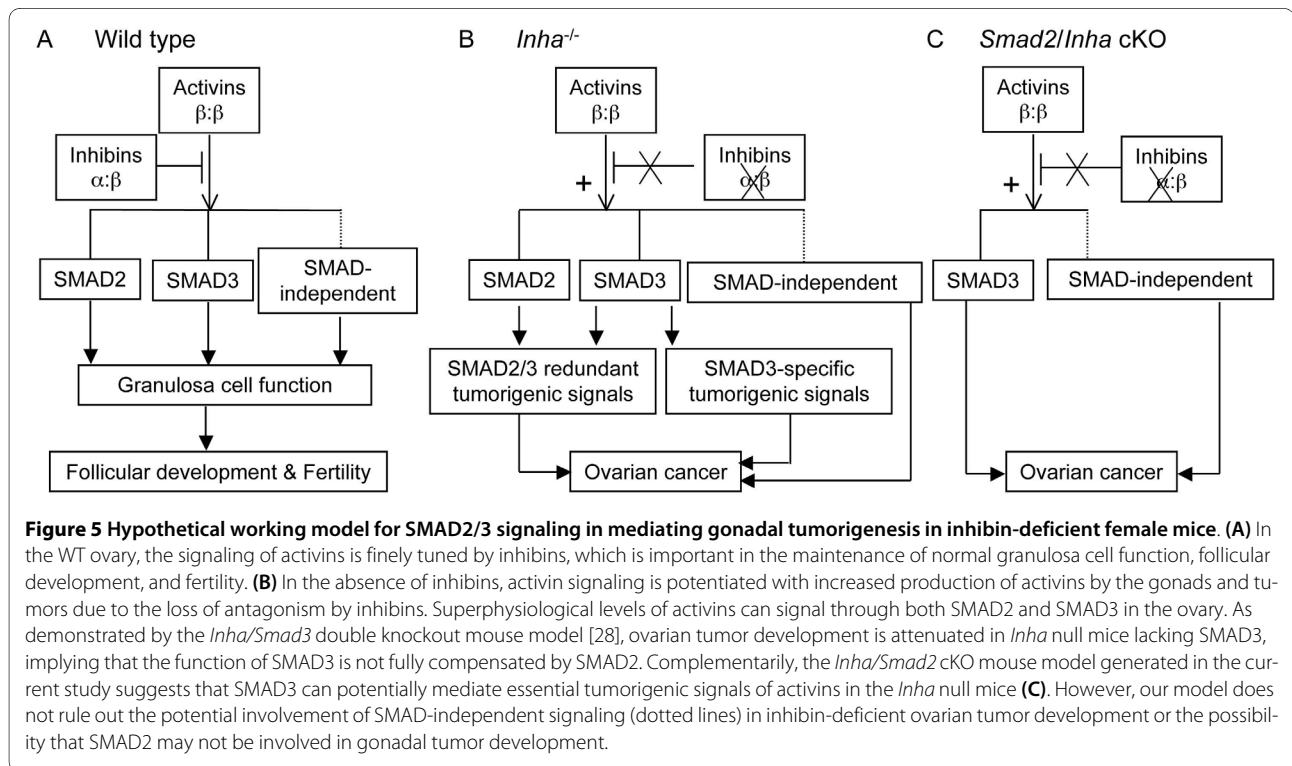 A Wild type
Activins
β:β
Inhibins
α:β
SMAD2
SMAD3
SMAD-
independent
Granulosa cell function
Follicular development & Fertility
B Inha-/-
Activins
β:β
Inhibins
α:β
+
SMAD2
SMAD3
SMAD-independent
SMAD2/3 redundant
tumorigenic signals
SMAD3-specific
tumorigenic signals
Ovarian cancer
C Smad2/Inha cKO
Activins
β:β
Inhibins
α:β
+
SMAD3
SMAD-independent
Ovarian cancer
Figure 5 Hypothetical working model for SMAD2/3 signaling in mediating gonadal tumorigenesis in inhibin-deficient female mice. (A) In
the WT ovary, the signaling of activins is finely tuned by inhibins, which is important in the maintenance of normal granulosa cell function, follicular
development, and fertility. (B) In the absence of inhibins, activin signaling is potentiated with increased production of activins by the gonads and tu-
mors due to the loss of antagonism by inhibins. Superphysiological levels of activins can signal through both SMAD2 and SMAD3 in the ovary. As
demonstrated by the Inha/Smad3 double knockout mouse model [28], ovarian tumor development is attenuated in Inha null mice lacking SMAD3,
implying that the function of SMAD3 is not fully compensated by SMAD2. Complementarily, the Inha/Smad2 cKO mouse model generated in the cur-
rent study suggests that SMAD3 can potentially mediate essential tumorigenic signals of activins in the Inha null mice (C). However, our model does
not rule out the potential involvement of SMAD-independent signaling (dotted lines) in inhibin-deficient ovarian tumor development or the possibil-
ity that SMAD2 may not be involved in gonadal tumor development.